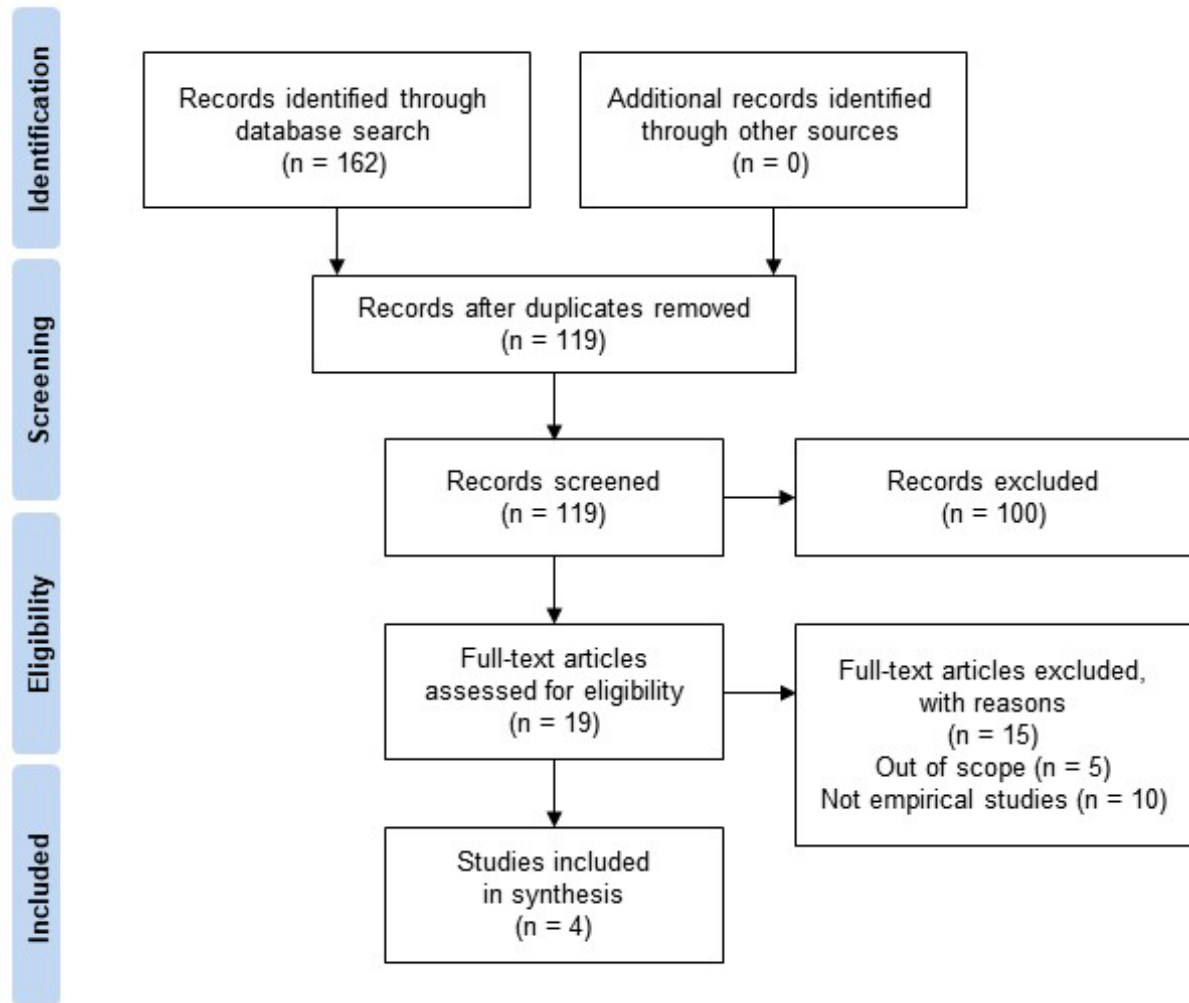 Identification
Records identified through
database search
(n = 162)
Additional records identified
through other sources
(n = 0)
Screening
Records after duplicates removed
(n = 119)
Records screened
(n = 119)
Records excluded
(n = 100)
Eligibility
Full-text articles
assessed for eligibility
(n = 19)
Full-text articles excluded,
with reasons
(n = 15)
Out of scope (n = 5)
Not empirical studies (n = 10)
Included
Studies included
in synthesis
(n = 4)